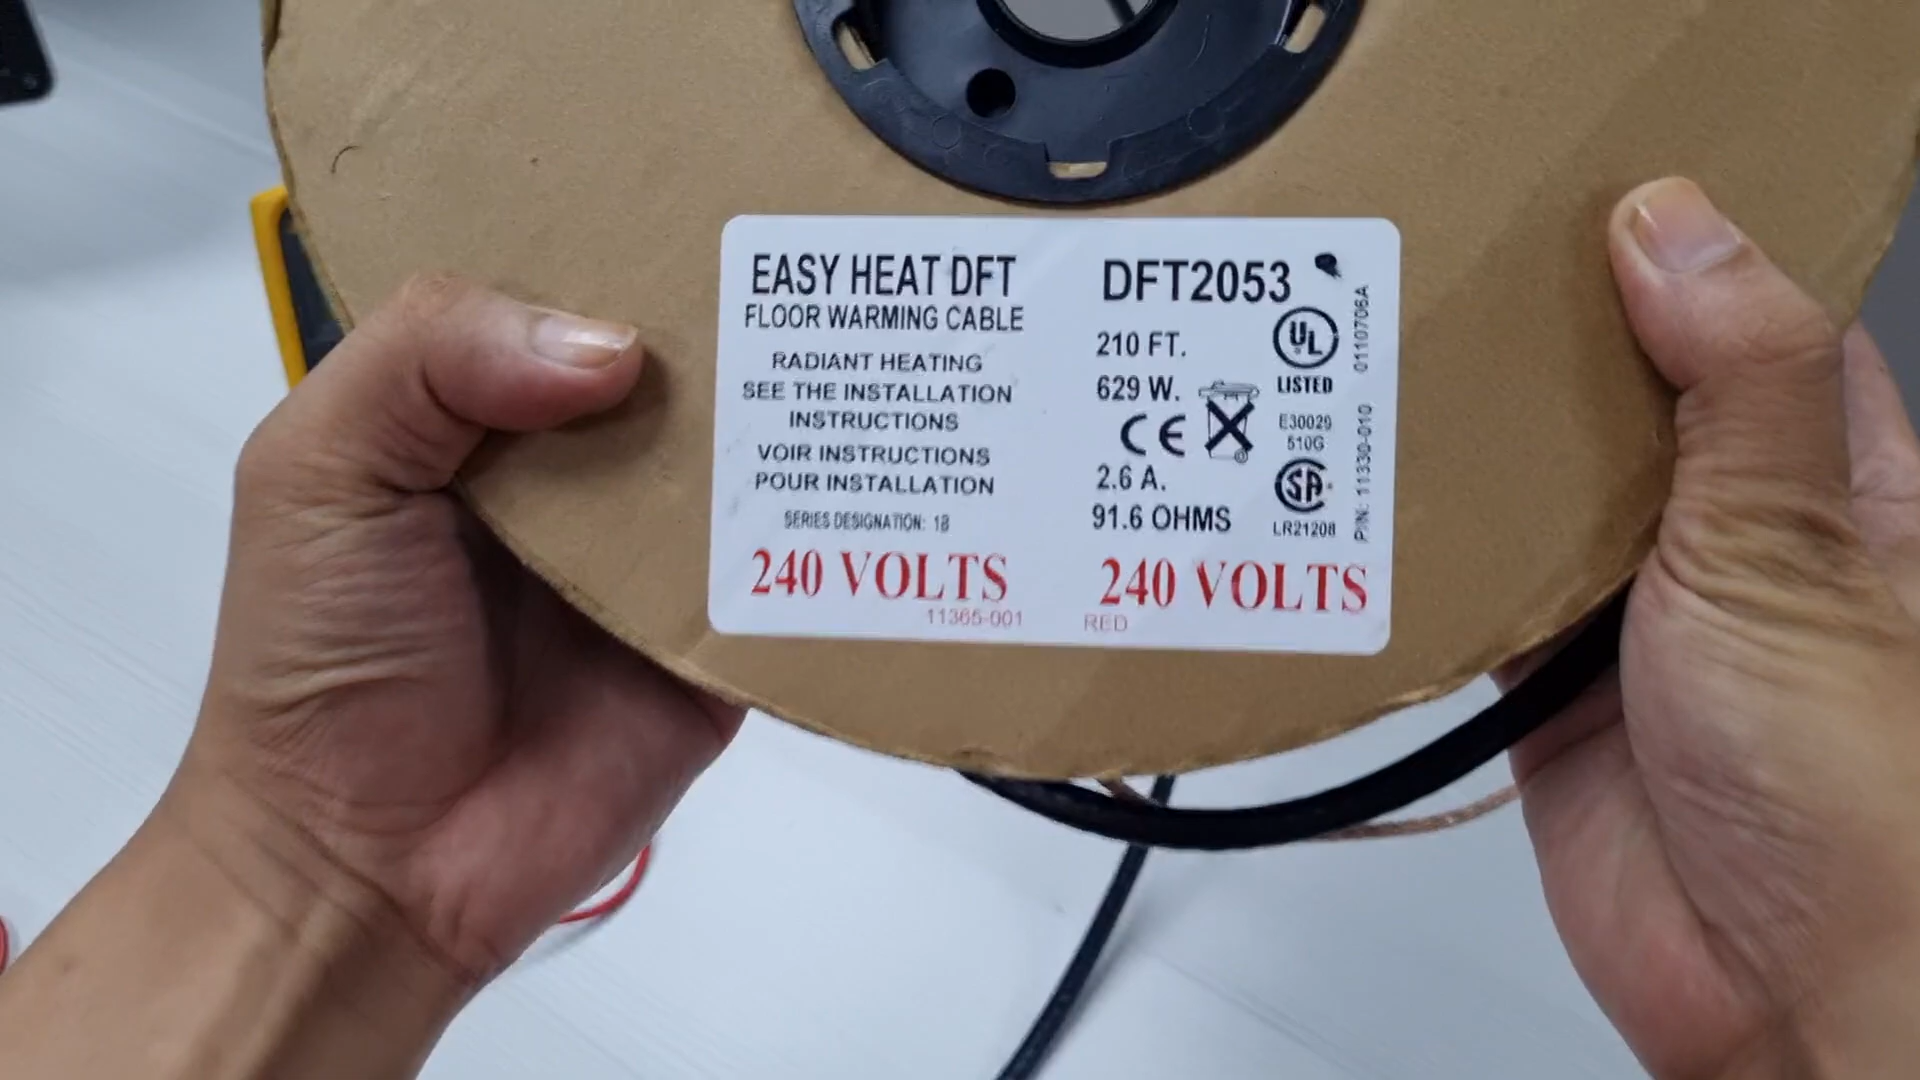 EASY HEAT DFT
FLOOR WARMING CABLE
RADIANT HEATING
SEE THE INSTALLATION
INSTRUCTIONS
VOIR INSTRUCTIONS
POUR INSTALLATION
SERIES DESIGNATION: 1B
240 VOLTS
11365-001
DFT2053
210 FT.
629 W.
CE
2.6 A.
91.6 OHMS
240 VOLTS
RED
UL
LISTED
E30029
510G
SA
LR21208
P/N: 11330-010 0110706A